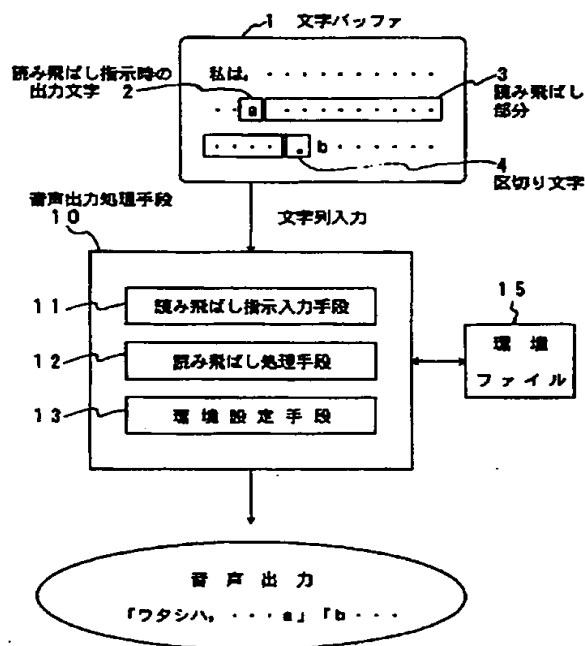 1 文字バッファ
読み飛ばし指示時の
出力文字 2
私は。・・・・・・・・・・
3
読み飛ばし
部分
・・a・・・・・・・・・・
・・・・。b・・・・・・
4
区切り文字
音声出力処理手段
10
文字列入力
11 読み飛ばし指示入力手段
12 読み飛ばし処理手段
13 環境設定手段
15
環境
ファイル
音声出力
「ワタシハ。・・・a」「b・・・